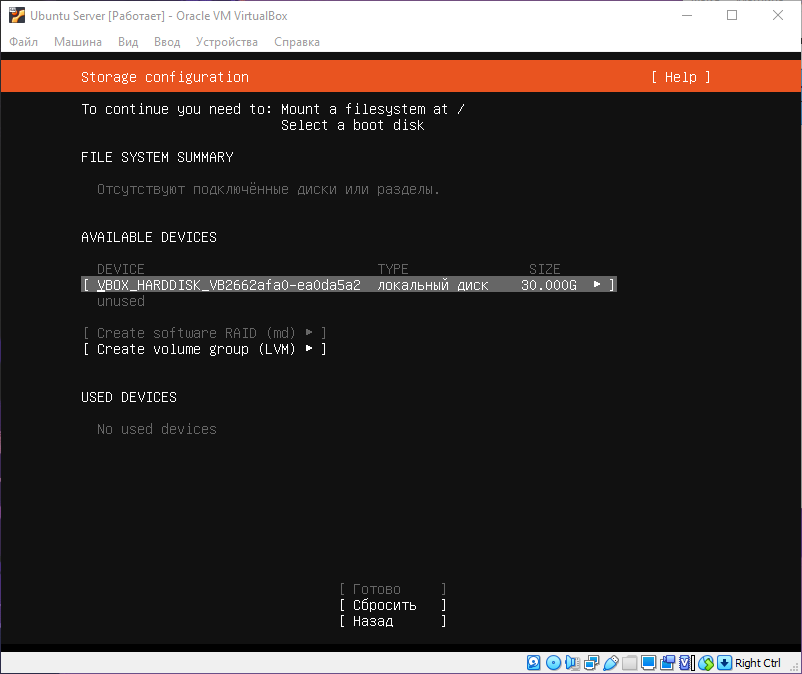 Ubuntu Server [Работает] - Oracle VM VirtualBox
Файл Машина Вид Ввод Устройства Справка
Storage configuration [ Help ]
To continue you need to: Mount a filesystem at /
Select a boot disk
FILE SYSTEM SUMMARY
Отсутствуют подключённые диски или разделы.
AVAILABLE DEVICES
DEVICE TYPE SIZE
[ VBOX_HARDDISK_VB2662afa0-ea0da5a2 локальный диск 30.000G ► ]
unused
[ Create software RAID (md) ► ]
[ Create volume group (LVM) ► ]
USED DEVICES
No used devices
[ Готово ]
[ Сбросить ]
[ Назад ]
Right Ctrl